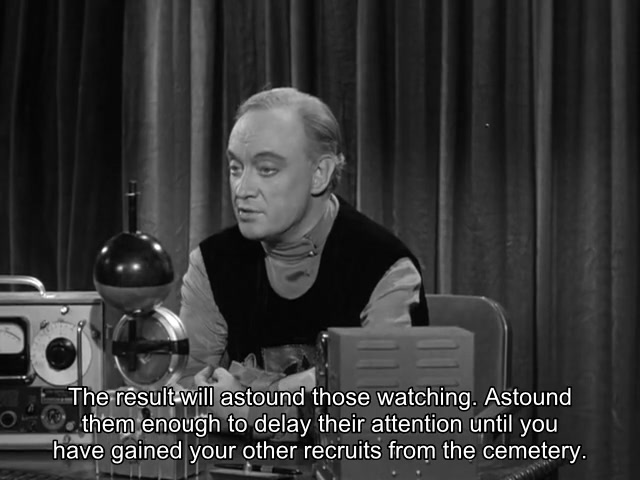 The result will astound those watching. Astound
them enough to delay their attention until you
have gained your other recruits from the cemetery.